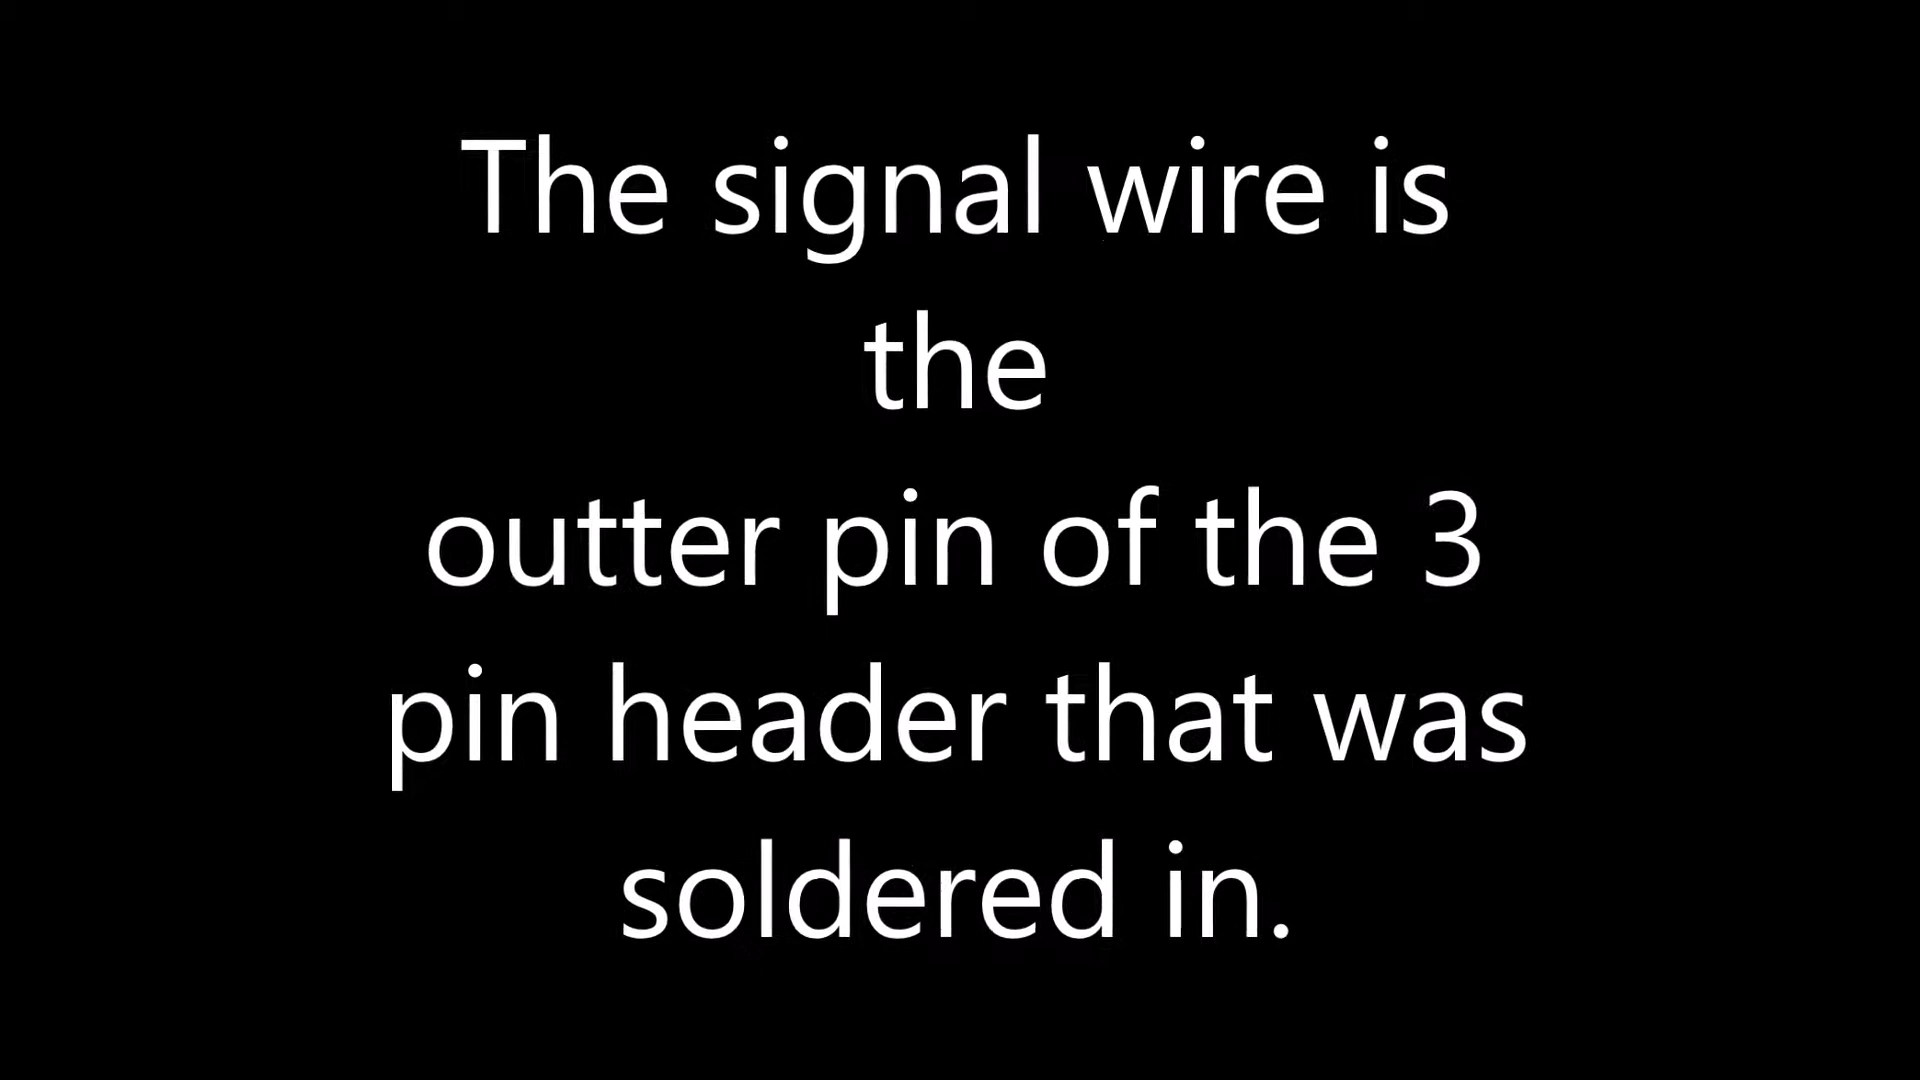 The signal wire is
the
outter pin of the 3
pin header that was
soldered in.